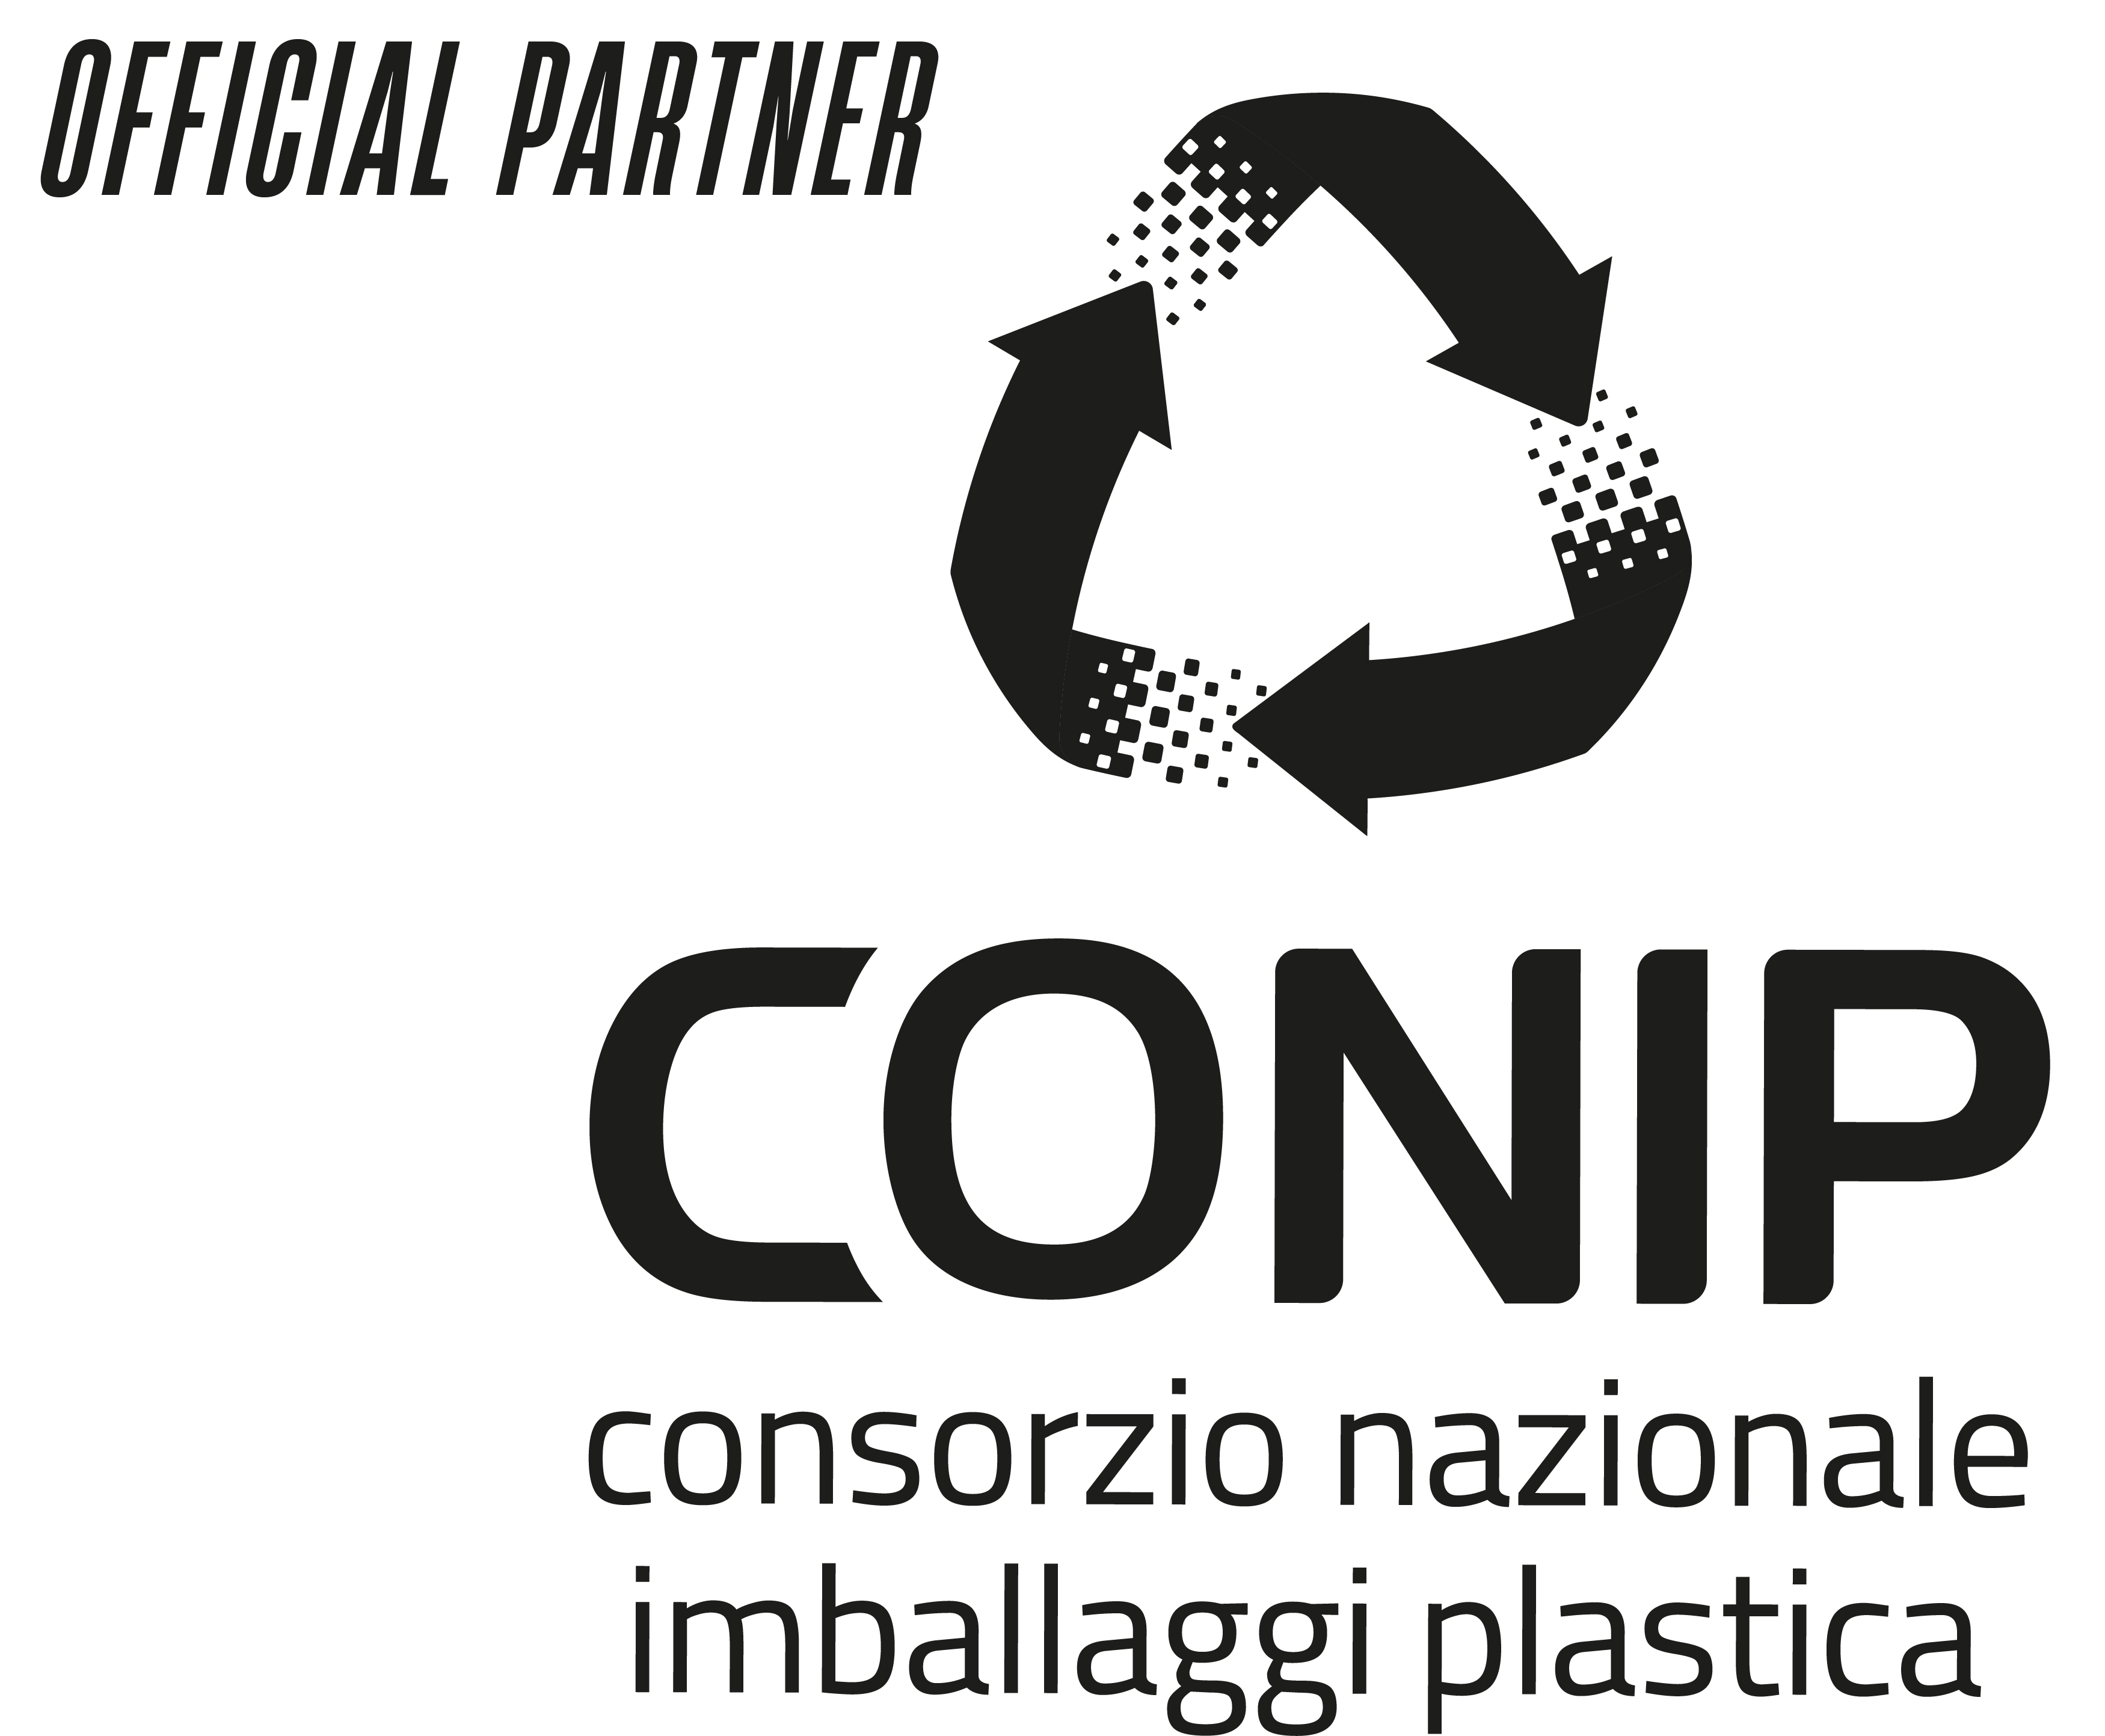 OFFICIAL PARTNER
CONIP
consorzio nazionale
imballaggi plastica